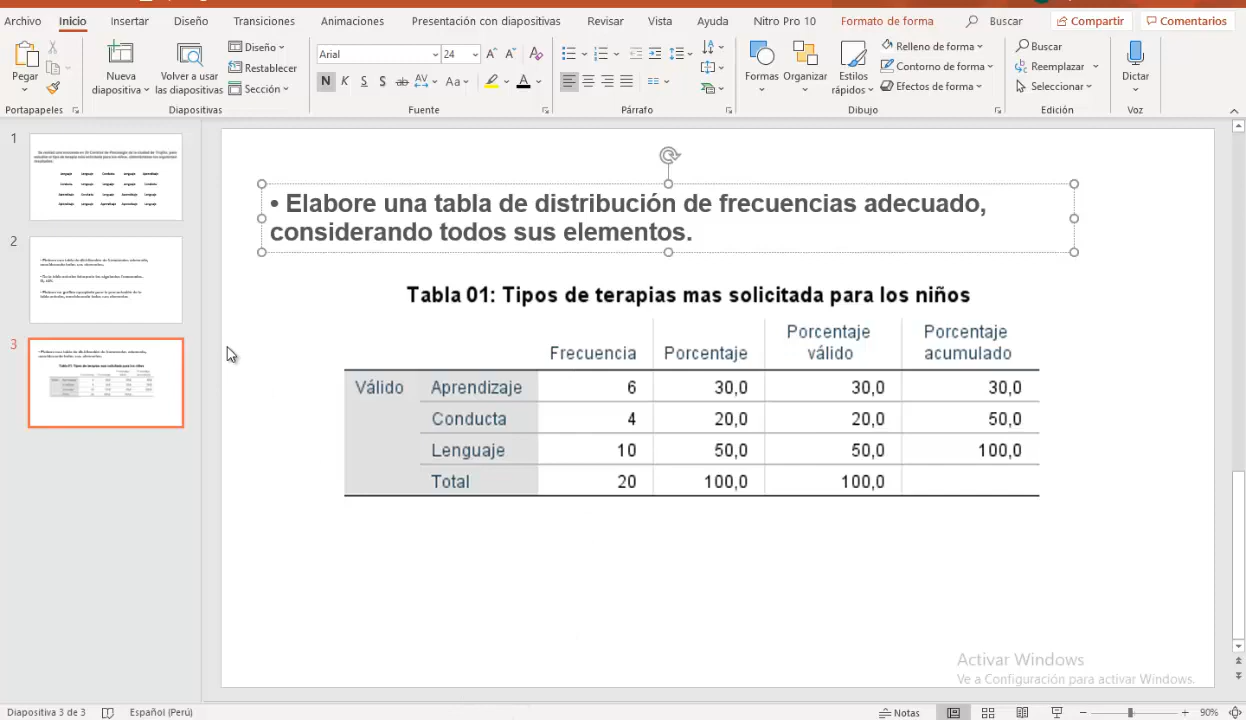 Archivo Inicio Insertar Diseño Transiciones Animaciones Presentación con diapositivas Revisar Vista Ayuda Nitro Pro 10 Formato de forma Buscar Compartir Comentarios
Pegar
Nueva diapositiva
Volver a usar las diapositivas
Diseño
Restablecer
Sección
Arial 24
N K S S ab AV Aa A
Formas
Organizar
Estilos rápidos
Relleno de forma
Contorno de forma
Efectos de forma
Buscar
Reemplazar
Seleccionar
Dictar
Portapapeles Diapositivas Fuente Párrafo Dibujo Edición Voz
1
2
3
• Elabore una tabla de distribución de frecuencias adecuado,
considerando todos sus elementos.
Tabla 01: Tipos de terapias mas solicitada para los niños
Frecuencia Porcentaje Porcentaje válido Porcentaje acumulado
Válido Aprendizaje 6 30,0 30,0 30,0
Conducta 4 20,0 20,0 50,0
Lenguaje 10 50,0 50,0 100,0
Total 20 100,0 100,0
Activar Windows
Ve a Configuración para activar Windows.
Diapositiva 3 de 3 Español (Perú) Notas 90%